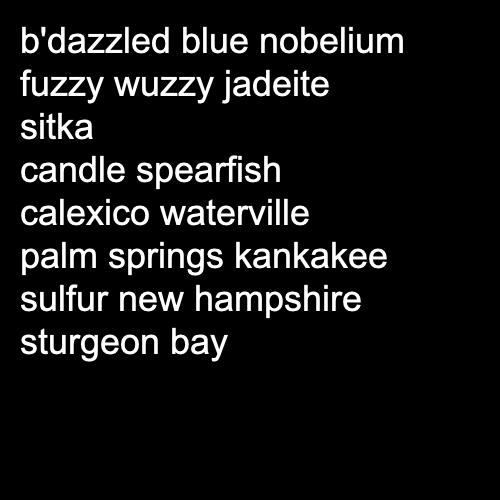 b'dazzled blue nobelium
fuzzy wuzzy jadeite
sitka
candle spearfish
calexico waterville
palm springs kankakee
sulfur new hampshire
sturgeon bay